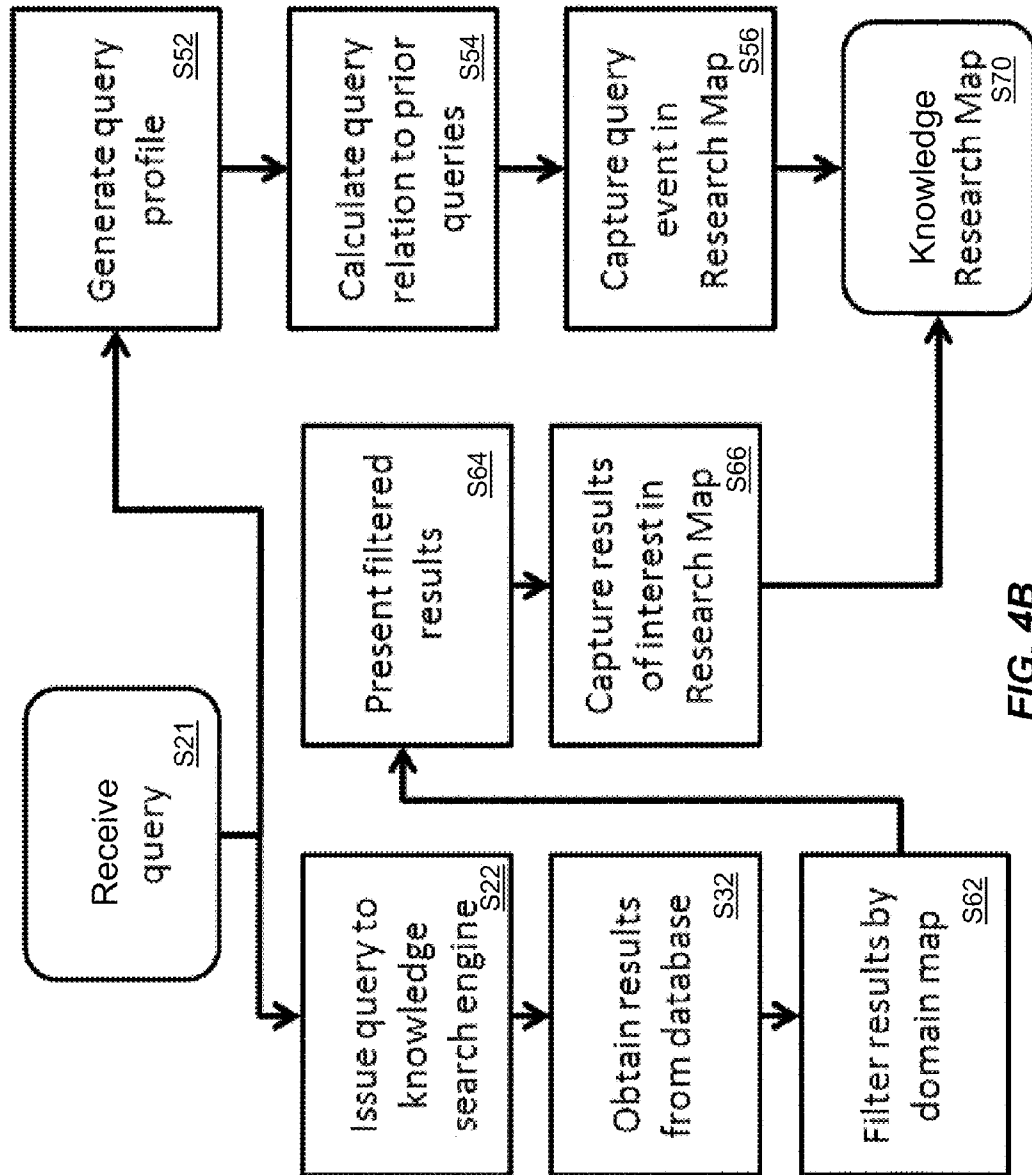 Receive
query
S21
Issue query to
knowledge
search engine
S22
Obtain results
from database
S32
Filter results by
domain map
S62
Present filtered
results
S64
Capture results
of interest in
Research Map
S66
Generate query
profile
S52
Calculate query
relation to prior
queries
S54
Capture query
event in
Research Map
S56
Knowledge
Research Map
S70
FIG. 4B